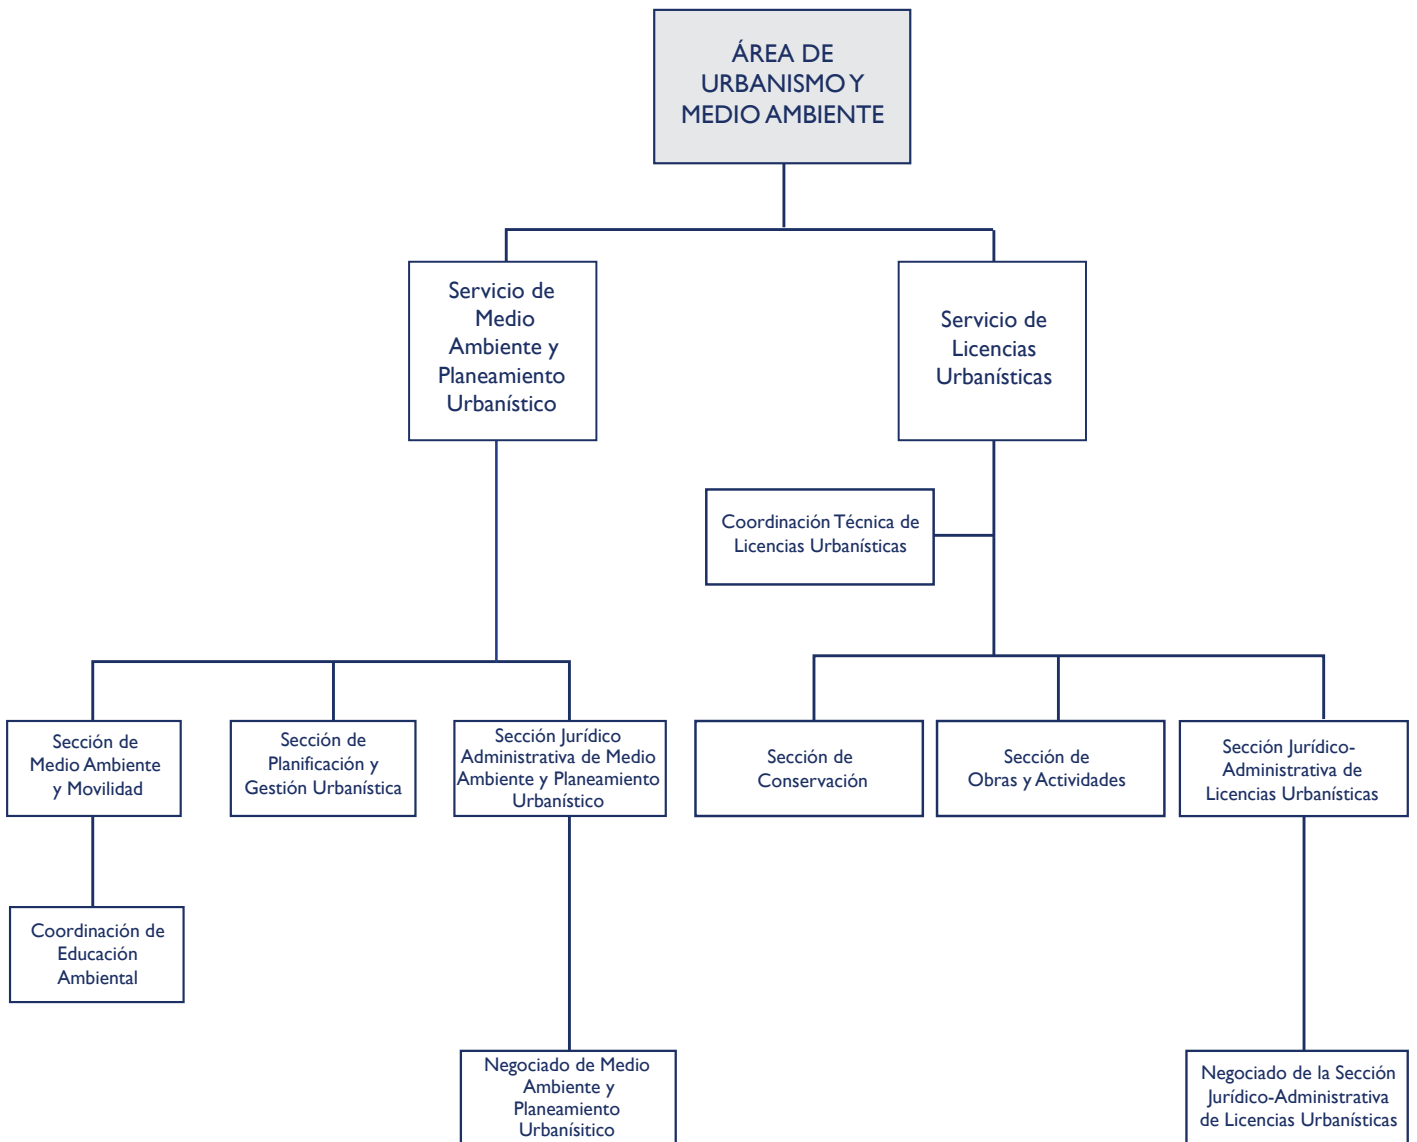 ÁREA DE
URBANISMO Y
MEDIO AMBIENTE
Servicio de
Medio
Ambiente y
Planeamiento
Urbanístico
Servicio de
Licencias
Urbanísticas
Coordinación Técnica de
Licencias Urbanísticas
Sección de
Medio Ambiente
y Movilidad
Sección de
Planificación y
Gestión Urbanística
Sección Jurídico
Administrativa de Medio
Ambiente y Planeamiento
Urbanístico
Sección de
Conservación
Sección de
Obras y Actividades
Sección Jurídico-
Administrativa de
Licencias Urbanísticas
Coordinación de
Educación
Ambiental
Negociado de Medio
Ambiente y
Planeamiento
Urbanísitico
Negociado de la Sección
Jurídico-Administrativa
de Licencias Urbanísticas